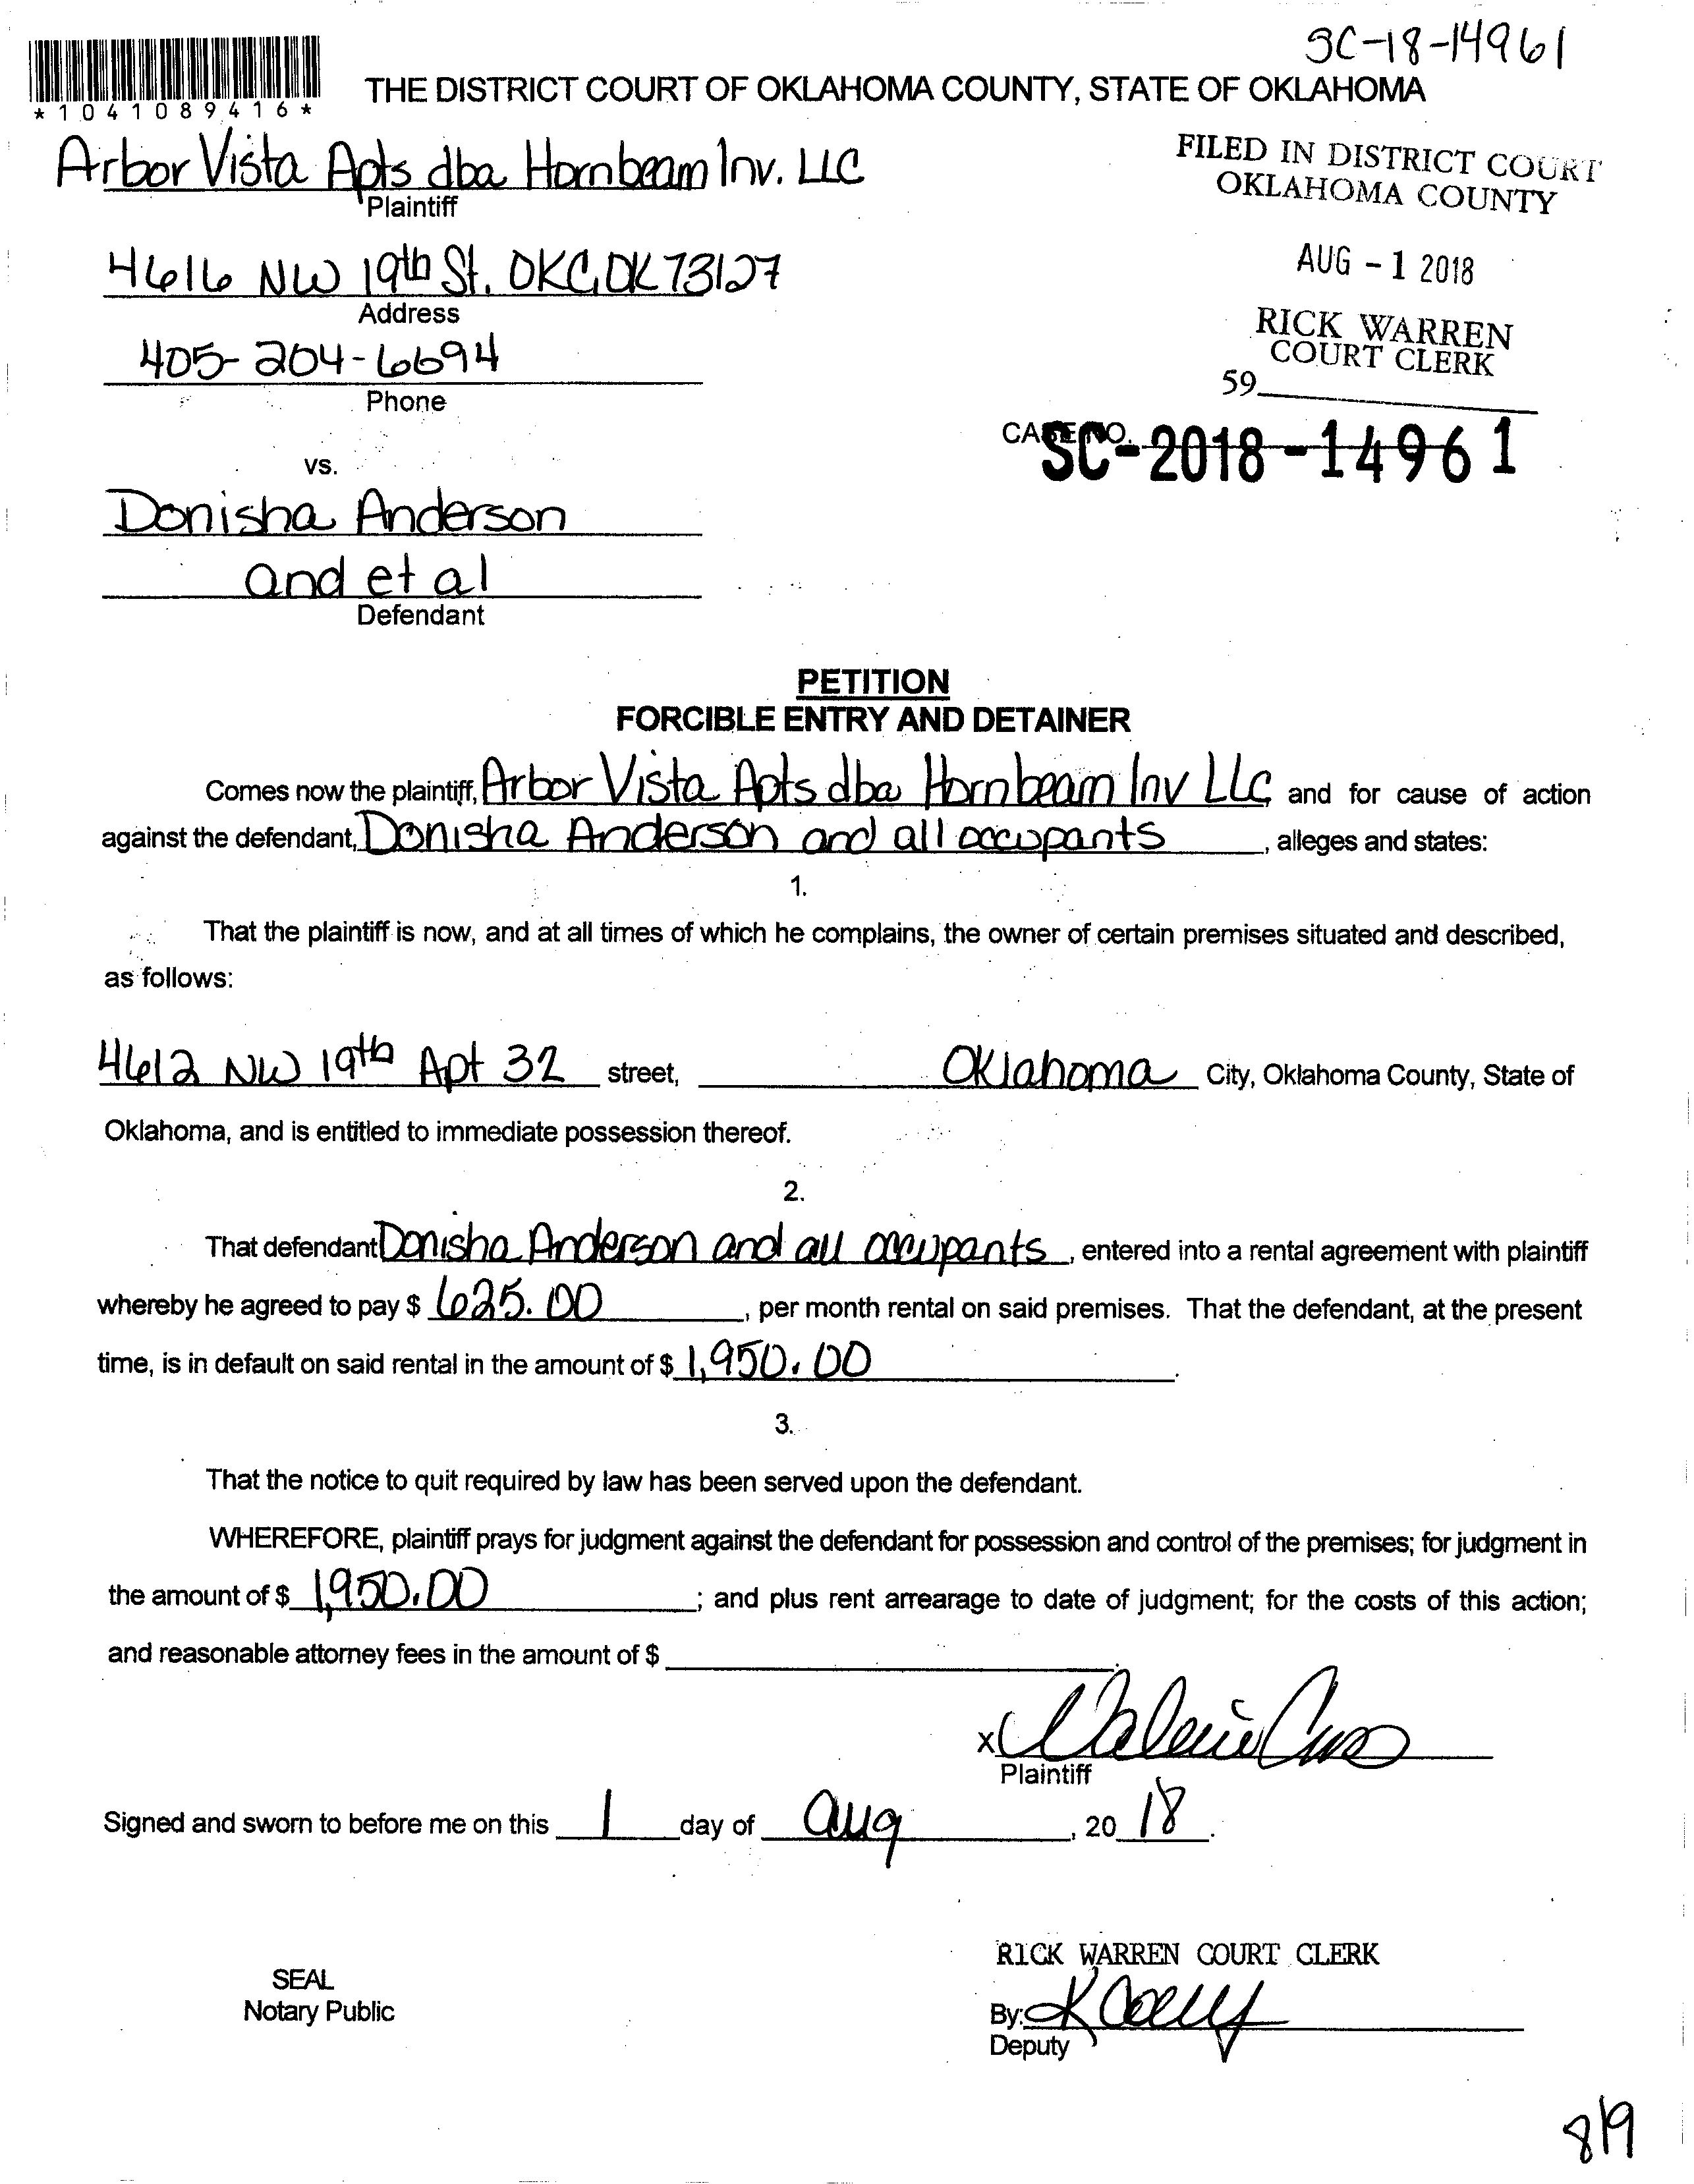 SC-18-14961
*1041089416*
THE DISTRICT COURT OF OKLAHOMA COUNTY, STATE OF OKLAHOMA
Arbor Vista Apts dba Hornbeam Inv. LLC
Plaintiff
FILED IN DISTRICT COURT
OKLAHOMA COUNTY
4616 NW 19th St. OKC, OK 73127
Address
AUG - 1 2018
405-204-6694
Phone
RICK WARREN
COURT CLERK
59
CASE NO. SC-2018-14961
vs.
Donisha Anderson
and et al
Defendant
PETITION
FORCIBLE ENTRY AND DETAINER
Comes now the plaintiff, Arbor Vista Apts dba Hornbeam Inv LLC, and for cause of action
against the defendant, Donisha Anderson and all occupants, alleges and states:
1.
That the plaintiff is now, and at all times of which he complains, the owner of certain premises situated and described,
as follows:
4612 NW 19th Apt 32 street, Oklahoma City, Oklahoma County, State of
Oklahoma, and is entitled to immediate possession thereof.
2.
That defendant Donisha Anderson and all occupants, entered into a rental agreement with plaintiff
whereby he agreed to pay $ 625.00, per month rental on said premises. That the defendant, at the present
time, is in default on said rental in the amount of $ 1,950.00.
3.
That the notice to quit required by law has been served upon the defendant.
WHEREFORE, plaintiff prays for judgment against the defendant for possession and control of the premises; for judgment in
the amount of $ 1,950.00; and plus rent arrearage to date of judgment; for the costs of this action;
and reasonable attorney fees in the amount of $
x Valerie
Plaintiff
Signed and sworn to before me on this 1 day of Aug, 20 18.
RICK WARREN COURT CLERK
SEAL
Notary Public
By: K
Deputy
8/9